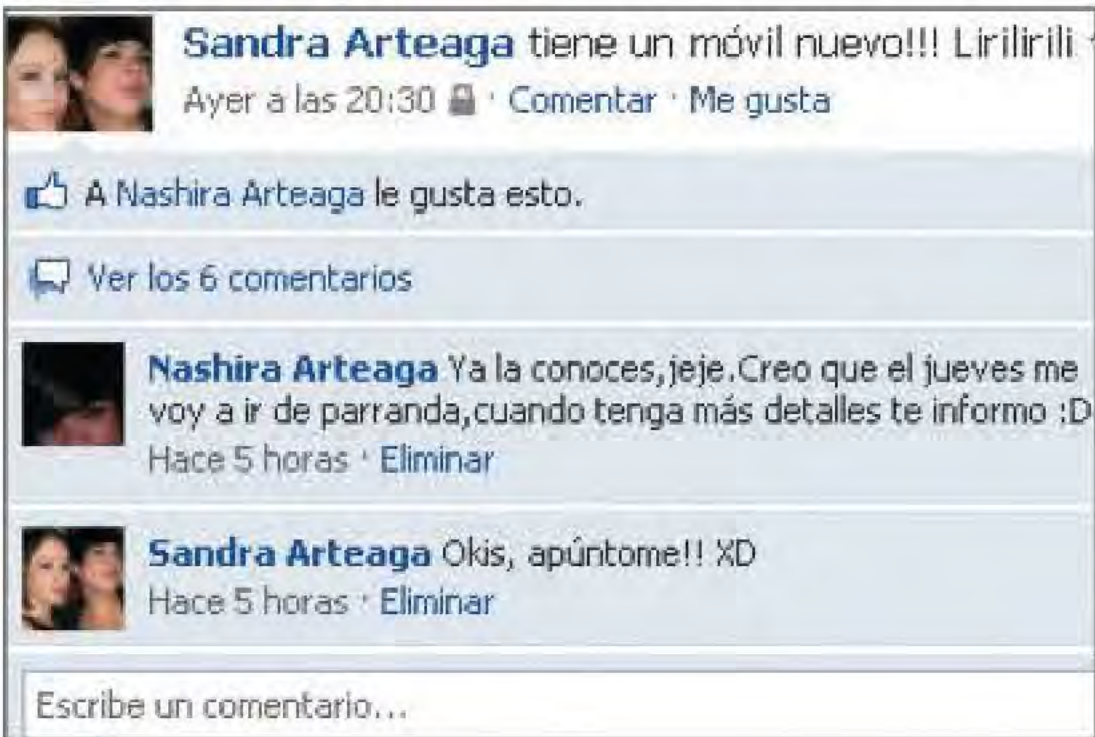 Sandra Arteaga tiene un móvil nuevo!!! Lirilirili
Ayer a las 20:30 · Comentar · Me gusta
A Nashira Arteaga le gusta esto.
Ver los 6 comentarios
Nashira Arteaga Ya la conoces,jeje.Creo que el jueves me
voy a ir de parranda,cuando tenga más detalles te informo :D
Hace 5 horas · Eliminar
Sandra Arteaga Okis, apúntome!! XD
Hace 5 horas · Eliminar
Escribe un comentario...